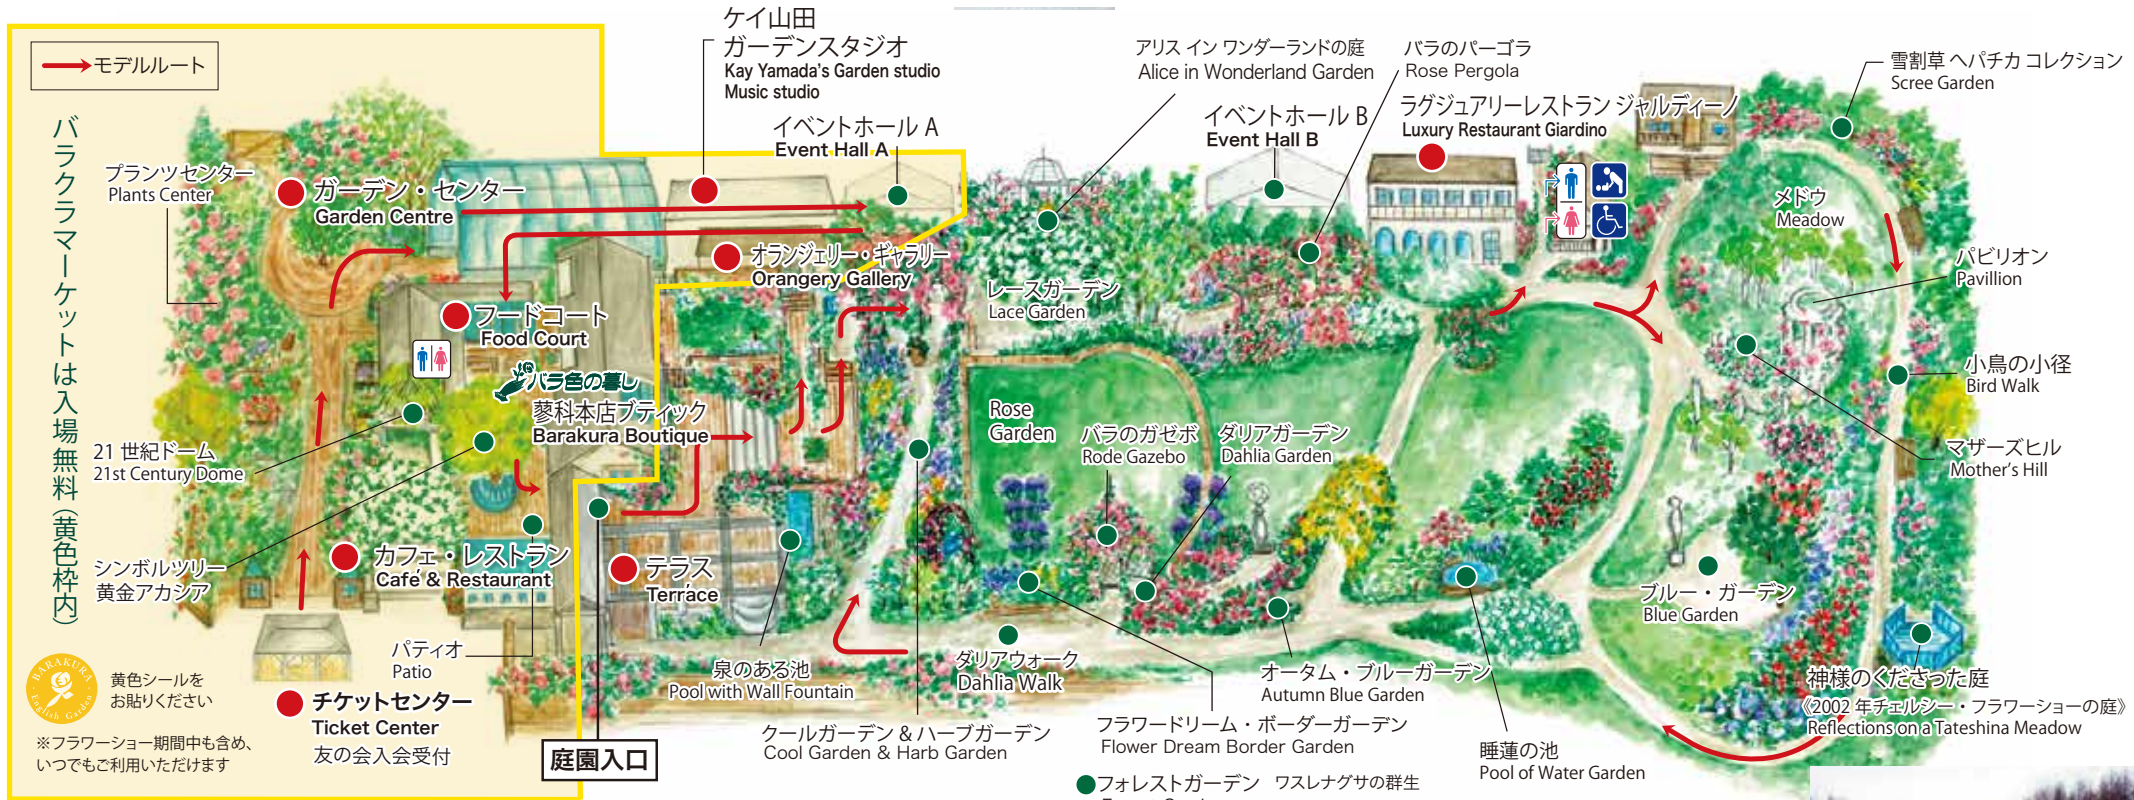 モデルルート
バラクラマーケットは入場無料（黄色枠内）
プランツセンター
Plants Center
ガーデン・センター
Garden Centre
ケイ山田
ガーデンスタジオ
Kay Yamada's Garden studio
Music studio
イベントホール A
Event Hall A
オランジェリー・ギャラリー
Orangery Gallery
フードコート
Food Court
バラ色の暮し
蓼科本店ブティック
Barakura Boutique
21 世紀ドーム
21st Century Dome
シンボルツリー
黄金アカシア
カフェ・レストラン
Café & Restaurant
パティオ
Patio
BARAKURA
English Garden
黄色シールを
お貼りください
※フラワーショー期間中も含め、
いつでもご利用いただけます
チケットセンター
Ticket Center
友の会入会受付
庭園入口
テラス
Terrace
泉のある池
Pool with Wall Fountain
クールガーデン & ハーブガーデン
Cool Garden & Harb Garden
アリス イン ワンダーランドの庭
Alice in Wonderland Garden
レースガーデン
Lace Garden
イベントホール B
Event Hall B
バラのパーゴラ
Rose Pergola
ラグジュアリーレストラン ジャルディーノ
Luxury Restaurant Giardino
雪割草 ヘパチカ コレクション
Scree Garden
メドウ
Meadow
パビリオン
Pavillion
小鳥の小径
Bird Walk
マザーズヒル
Mother's Hill
Rose
Garden
バラのガゼボ
Rode Gazebo
ダリアガーデン
Dahlia Garden
ダリアウォーク
Dahlia Walk
フラワードリーム・ボーダーガーデン
Flower Dream Border Garden
オータム・ブルーガーデン
Autumn Blue Garden
睡蓮の池
Pool of Water Garden
ブルー・ガーデン
Blue Garden
神様のくださった庭
《2002 年チェルシー・フラワーショーの庭》
Reflections on a Tateshina Meadow
フォレストガーデン ワスレナグサの群生